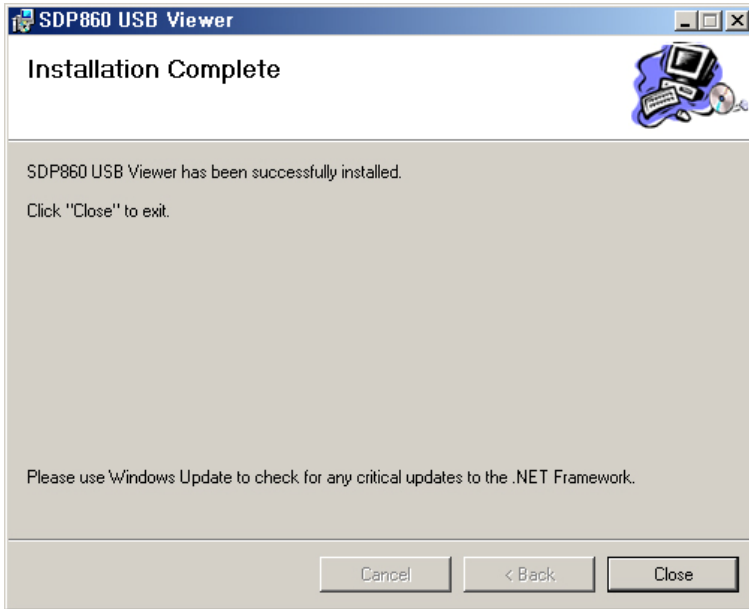 SDP860 USB Viewer
Installation Complete
SDP860 USB Viewer has been successfully installed.
Click "Close" to exit.
Please use Windows Update to check for any critical updates to the .NET Framework.
Cancel
< Back
Close